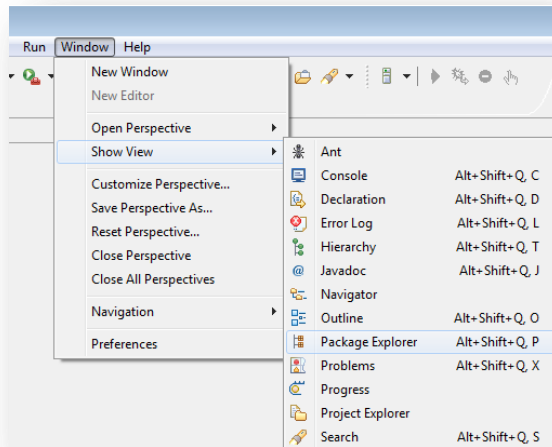 Run Window Help
New Window
New Editor
Open Perspective
Show View
Customize Perspective...
Save Perspective As...
Reset Perspective...
Close Perspective
Close All Perspectives
Navigation
Preferences
Ant
Console Alt+Shift+Q, C
Declaration Alt+Shift+Q, D
Error Log Alt+Shift+Q, L
Hierarchy Alt+Shift+Q, T
Javadoc Alt+Shift+Q, J
Navigator
Outline Alt+Shift+Q, O
Package Explorer Alt+Shift+Q, P
Problems Alt+Shift+Q, X
Progress
Project Explorer
Search Alt+Shift+Q, S